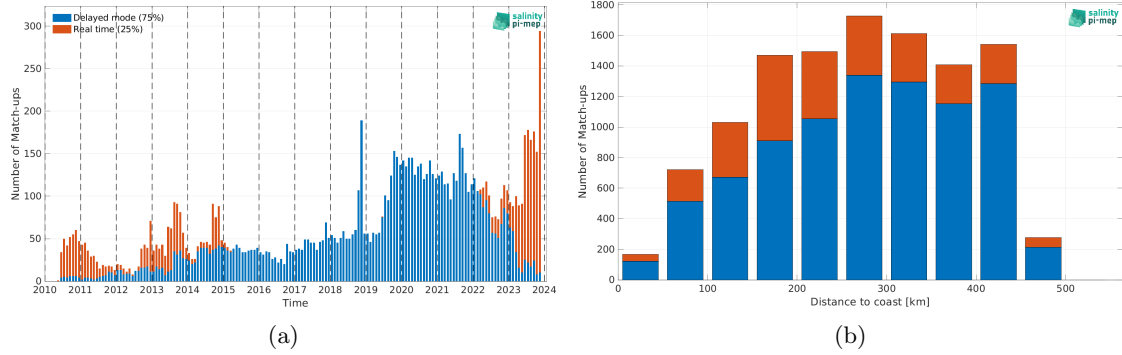 Delayed mode (75%)
Real time (25%)
salinity
pi-mep
Number of Match-ups
300
250
200
150
100
50
0
2010 2011 2012 2013 2014 2015 2016 2017 2018 2019 2020 2021 2022 2023 2024
Time
(a)
salinity
pi-mep
Number of Match-ups
1800
1600
1400
1200
1000
800
600
400
200
0
0 100 200 300 400 500
Distance to coast [km]
(b)